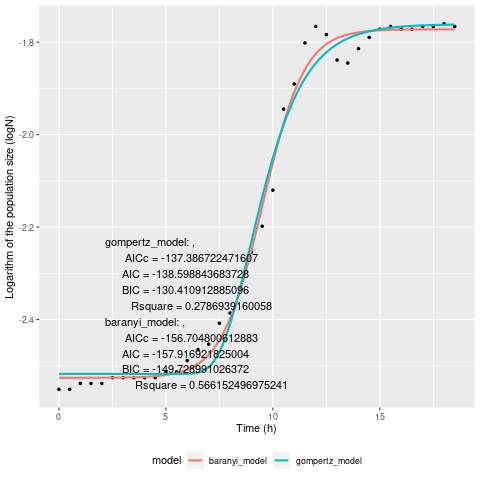 -1.8
-2.0
-2.2
-2.4
Logarithm of the population size (logN)
gompertz_model: ,
AICc = -137.386722471607
AIC = -138.598843683728
BIC = -130.410912885096
Rsquare = 0.2786939160058
baranyi_model: ,
AICc = -156.704800612883
AIC = -157.916921825004
BIC = -149.728991026372
Rsquare = 0.566152496975241
0 5 10 15
Time (h)
model baranyi_model gompertz_model